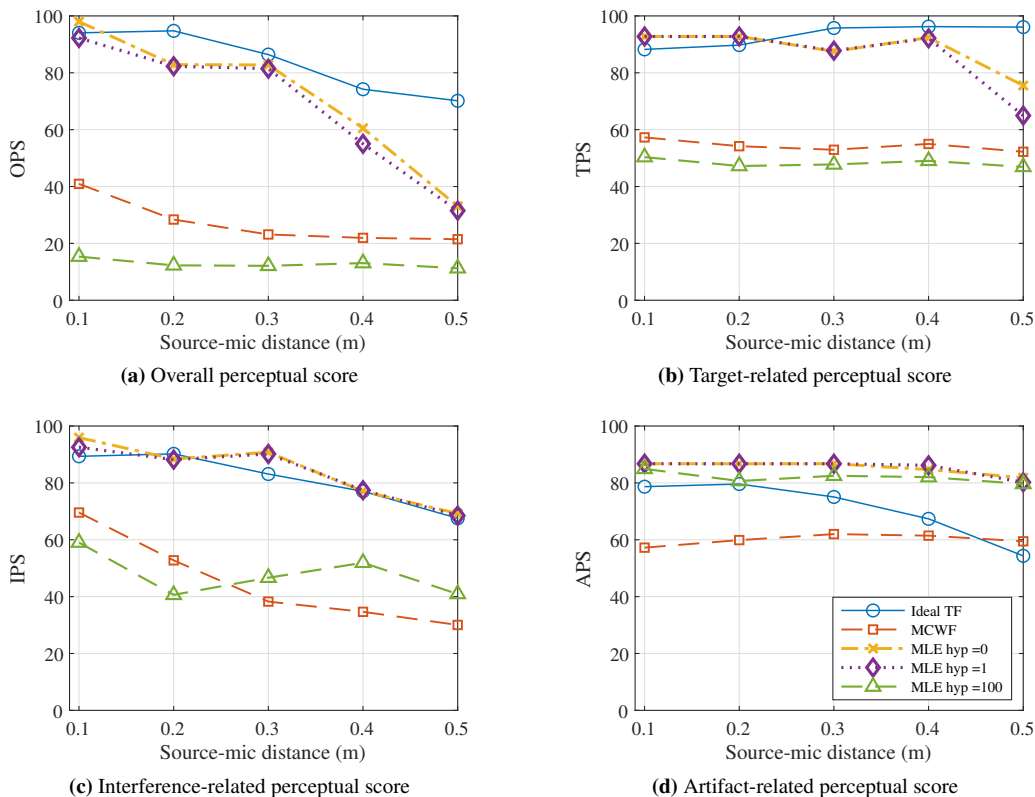 100
80
60
40
20
0
OPS
0.1 0.2 0.3 0.4 0.5
Source-mic distance (m)
(a) Overall perceptual score
100
80
60
40
20
0
TPS
0.1 0.2 0.3 0.4 0.5
Source-mic distance (m)
(b) Target-related perceptual score
100
80
60
40
20
0
IPS
0.1 0.2 0.3 0.4 0.5
Source-mic distance (m)
(c) Interference-related perceptual score
100
80
60
40
20
0
APS
Ideal TF
MCWF
MLE hyp =0
MLE hyp =1
MLE hyp =100
0.1 0.2 0.3 0.4 0.5
Source-mic distance (m)
(d) Artifact-related perceptual score